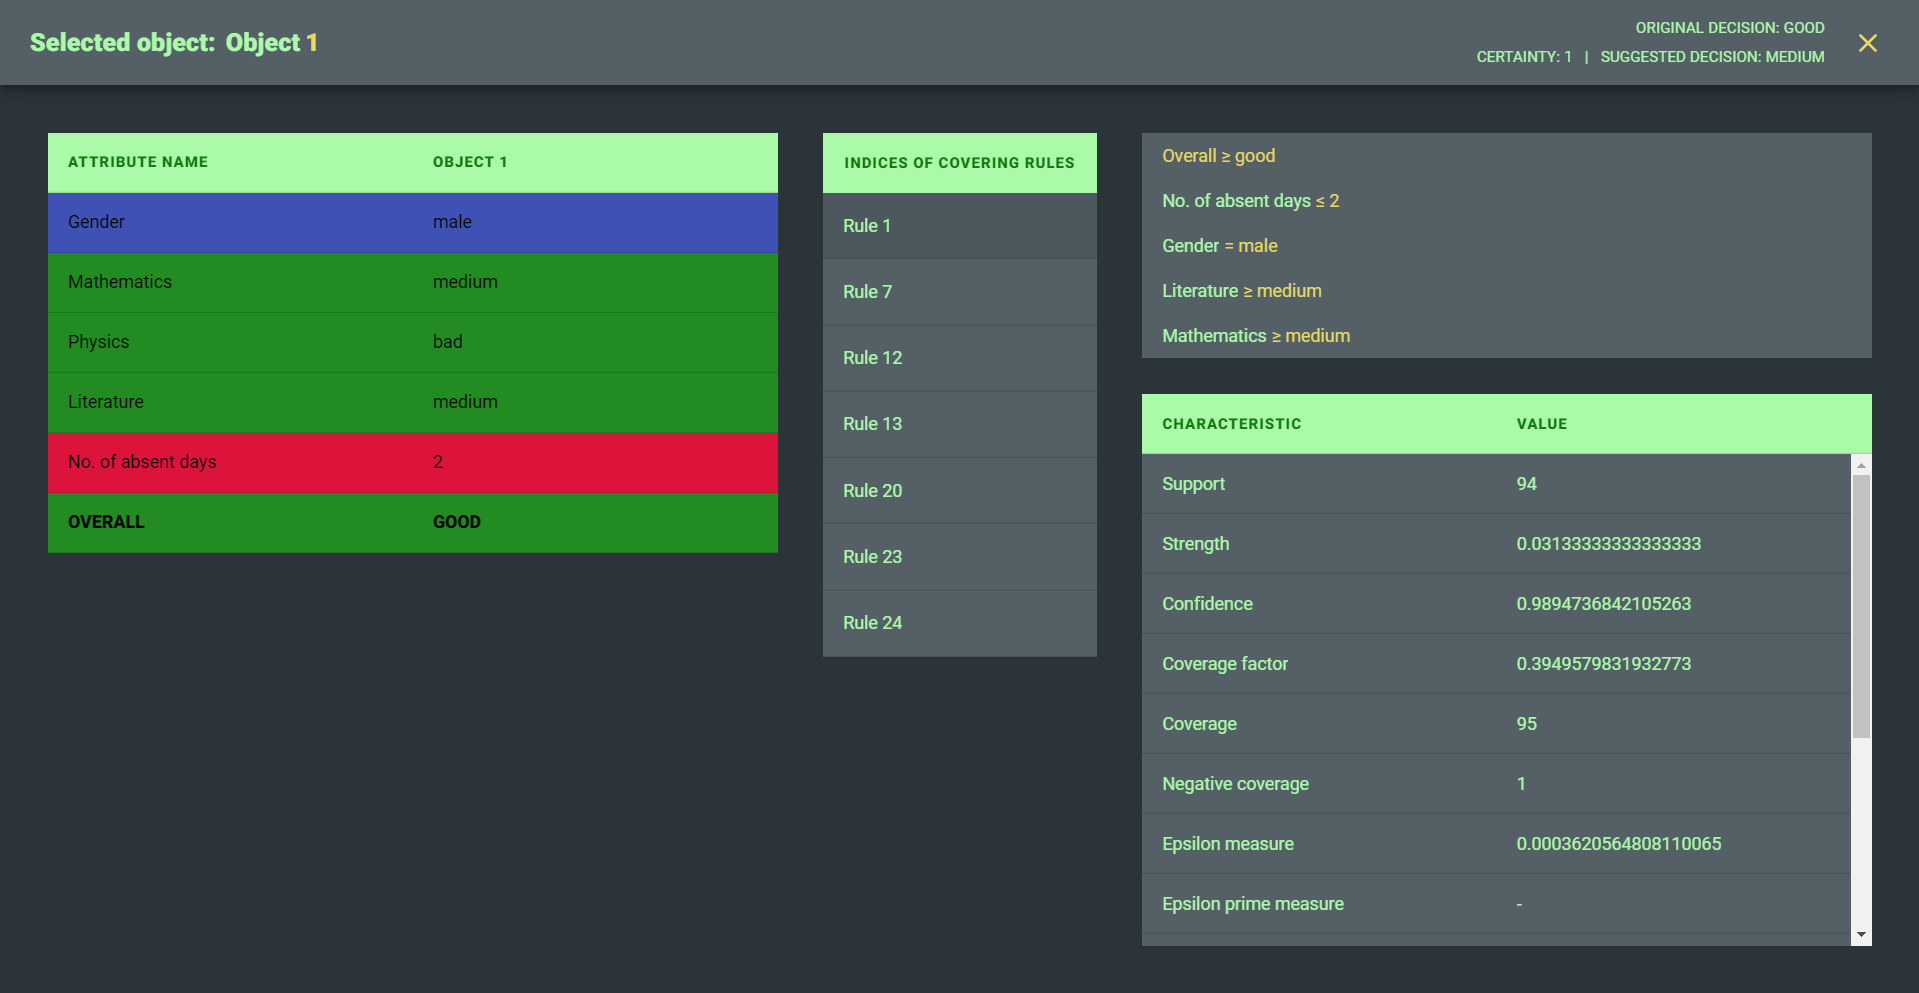 Selected object: Object 1
ORIGINAL DECISION: GOOD
CERTAINTY: 1 | SUGGESTED DECISION: MEDIUM
ATTRIBUTE NAME OBJECT 1
Gender male
Mathematics medium
Physics bad
Literature medium
No. of absent days 2
OVERALL GOOD
INDICES OF COVERING RULES
Rule 1
Rule 7
Rule 12
Rule 13
Rule 20
Rule 23
Rule 24
Overall ≥ good
No. of absent days ≤ 2
Gender = male
Literature ≥ medium
Mathematics ≥ medium
CHARACTERISTIC VALUE
Support 94
Strength 0.03133333333333333
Confidence 0.9894736842105263
Coverage factor 0.3949579831932773
Coverage 95
Negative coverage 1
Epsilon measure 0.0003620564808110065
Epsilon prime measure -